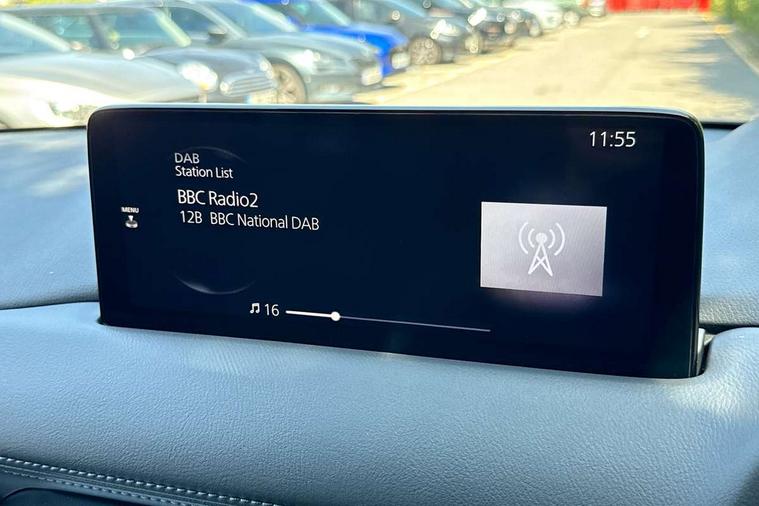 11:55
DAB
Station List
BBC Radio2
12B BBC National DAB
MENU
16